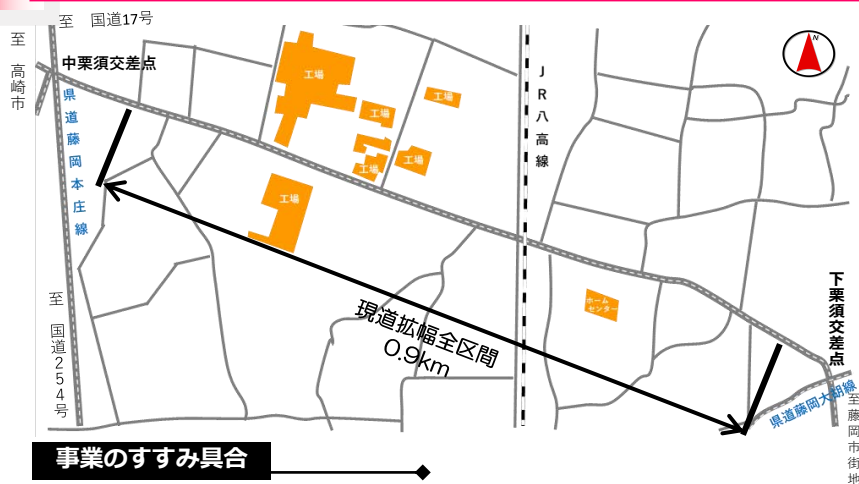 至 国道17号
至 高崎市
中栗須交差点
県道藤岡本庄線
工場
工場
工場
工場
工場
工場
JR八高線
N
ホーム
センター
現道拡幅全区間
0.9km
下栗須交差点
県道藤岡大胡線
至 国道254号
至藤岡市街地
事業のすすみ具合